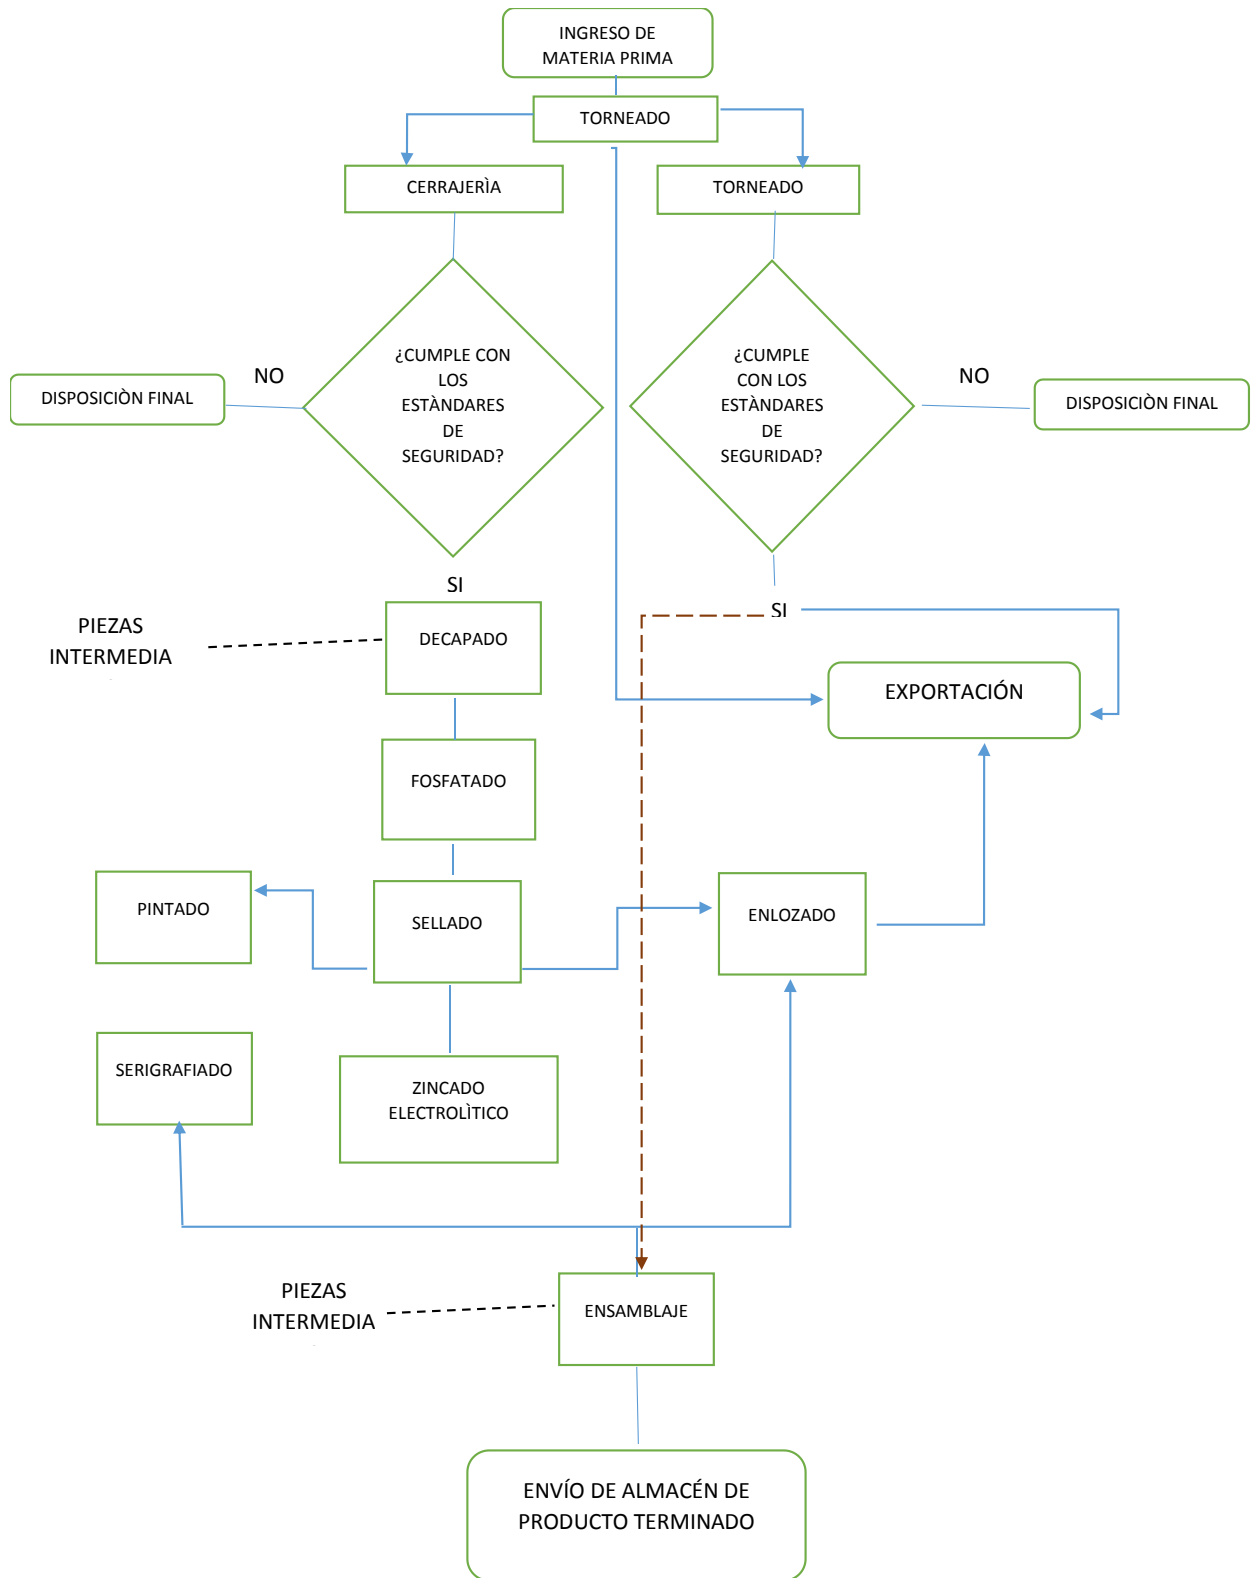 INGRESO DE
MATERIA PRIMA
TORNEADO
CERRAJERÌA
TORNEADO
¿CUMPLE CON
LOS
ESTÀNDARES
DE
SEGURIDAD?
¿CUMPLE
CON LOS
ESTÀNDARES
DE
SEGURIDAD?
NO
DISPOSICIÒN FINAL
NO
DISPOSICIÒN FINAL
SI
SI
PIEZAS
INTERMEDIA
DECAPADO
EXPORTACIÓN
FOSFATADO
PINTADO
SELLADO
ENLOZADO
SERIGRAFIADO
ZINCADO
ELECTROLÌTICO
PIEZAS
INTERMEDIA
ENSAMBLAJE
ENVÍO DE ALMACÉN DE
PRODUCTO TERMINADO